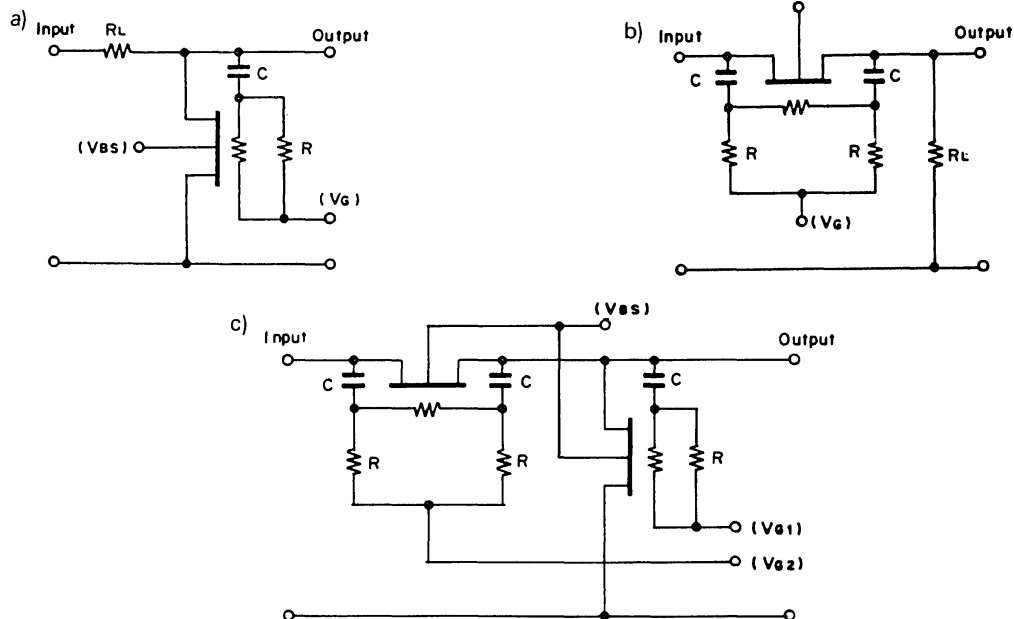 a)
Input
RL
Output
C
(VBS)
R
(VG)
b)
Input
Output
C
C
R
R
RL
(VG)
c)
(VBS)
Input
Output
C
C
C
R
R
R
(VG1)
(VG2)